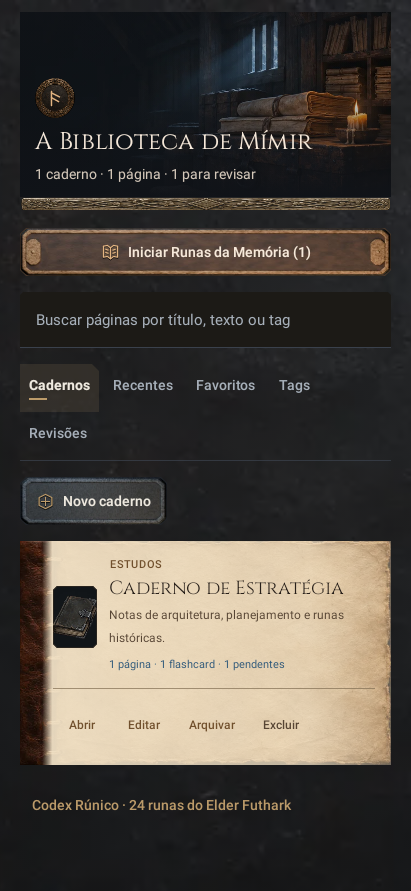 A Biblioteca de Mímir
1 caderno · 1 página · 1 para revisar
Iniciar Runas da Memória (1)
Buscar páginas por título, texto ou tag
Cadernos Recentes Favoritos Tags
Revisões
Novo caderno
ESTUDOS
Caderno de Estratégia
Notas de arquitetura, planejamento e runas
históricas.
1 página · 1 flashcard · 1 pendentes
Abrir Editar Arquivar Excluir
Codex Rúnico · 24 runas do Elder Futhark